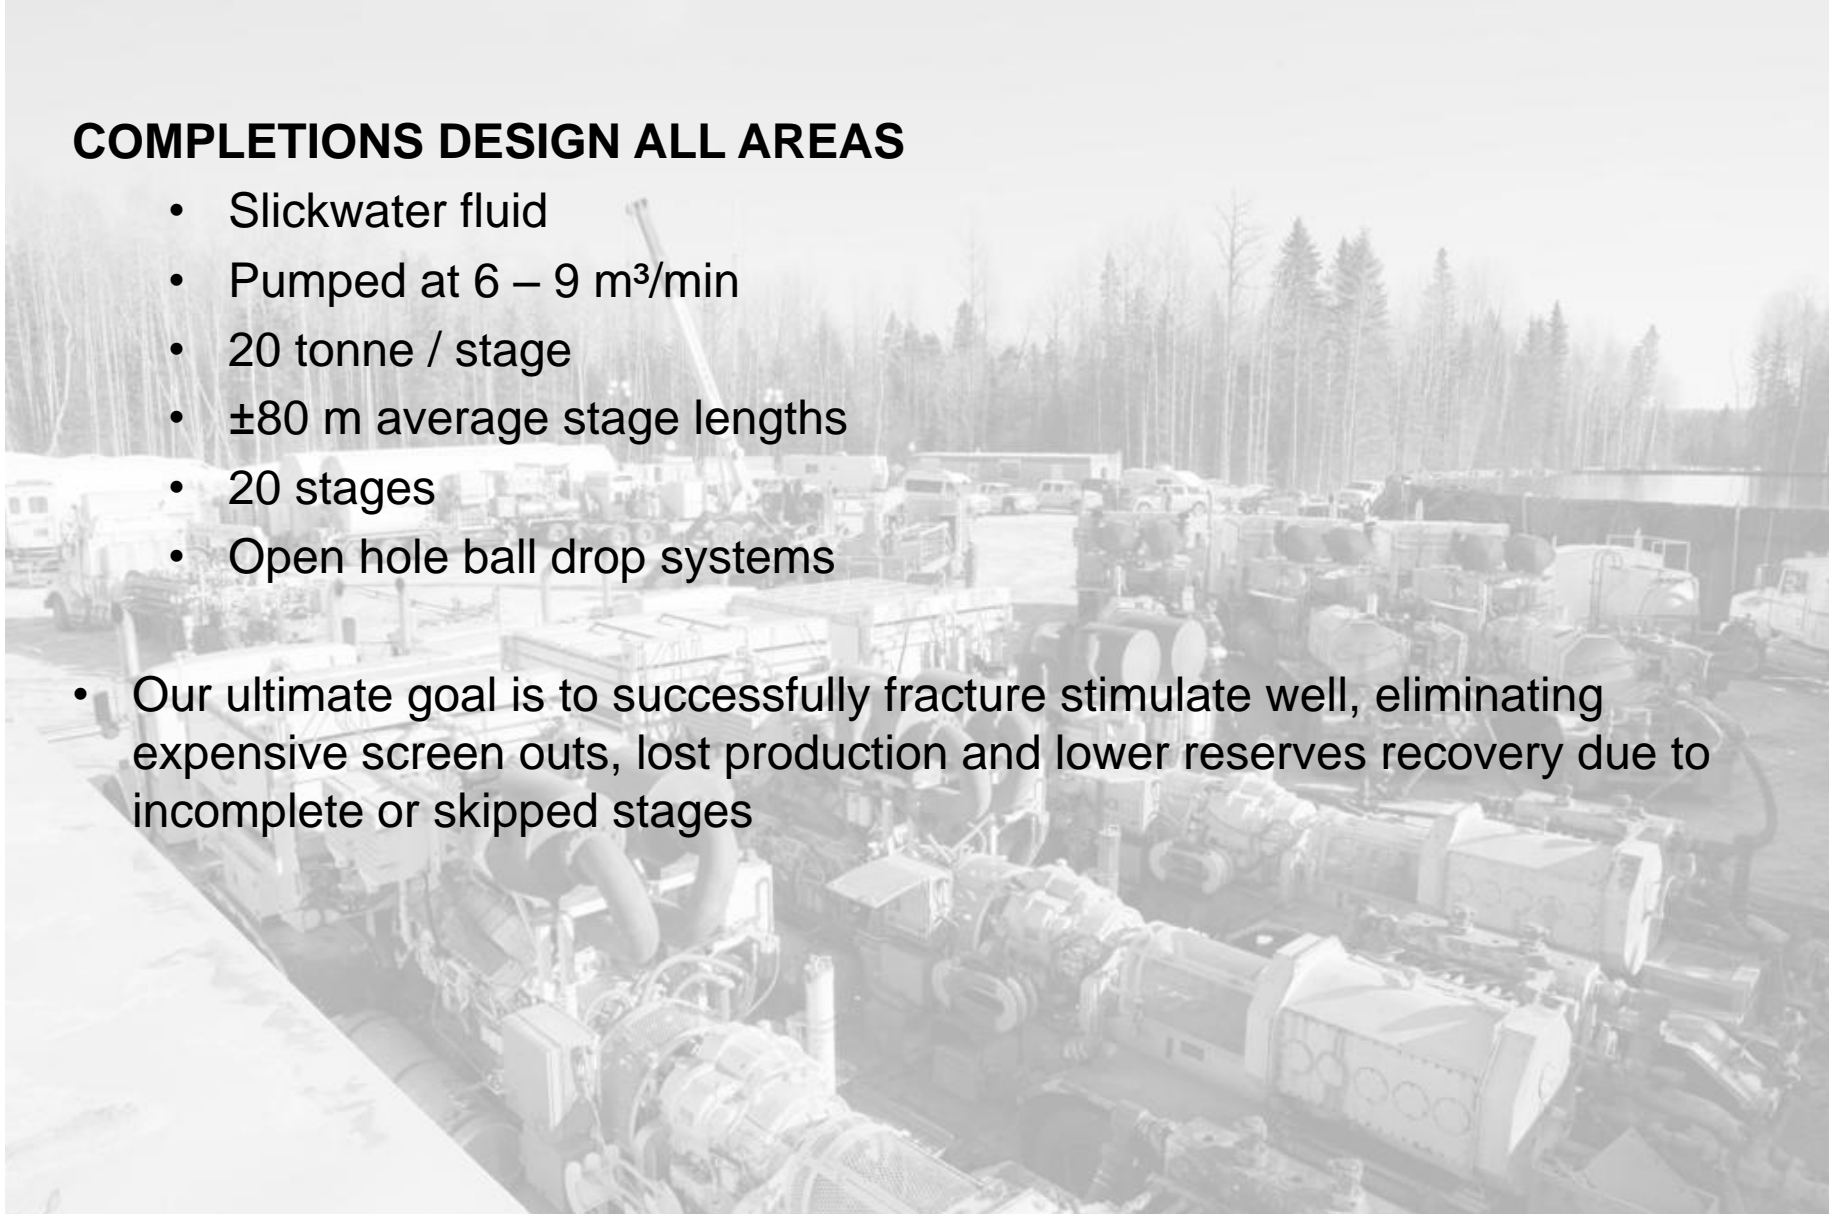 COMPLETIONS DESIGN ALL AREAS
• Slickwater fluid
• Pumped at 6 – 9 m³/min
• 20 tonne / stage
• ±80 m average stage lengths
• 20 stages
• Open hole ball drop systems
• Our ultimate goal is to successfully fracture stimulate well, eliminating
expensive screen outs, lost production and lower reserves recovery due to
incomplete or skipped stages